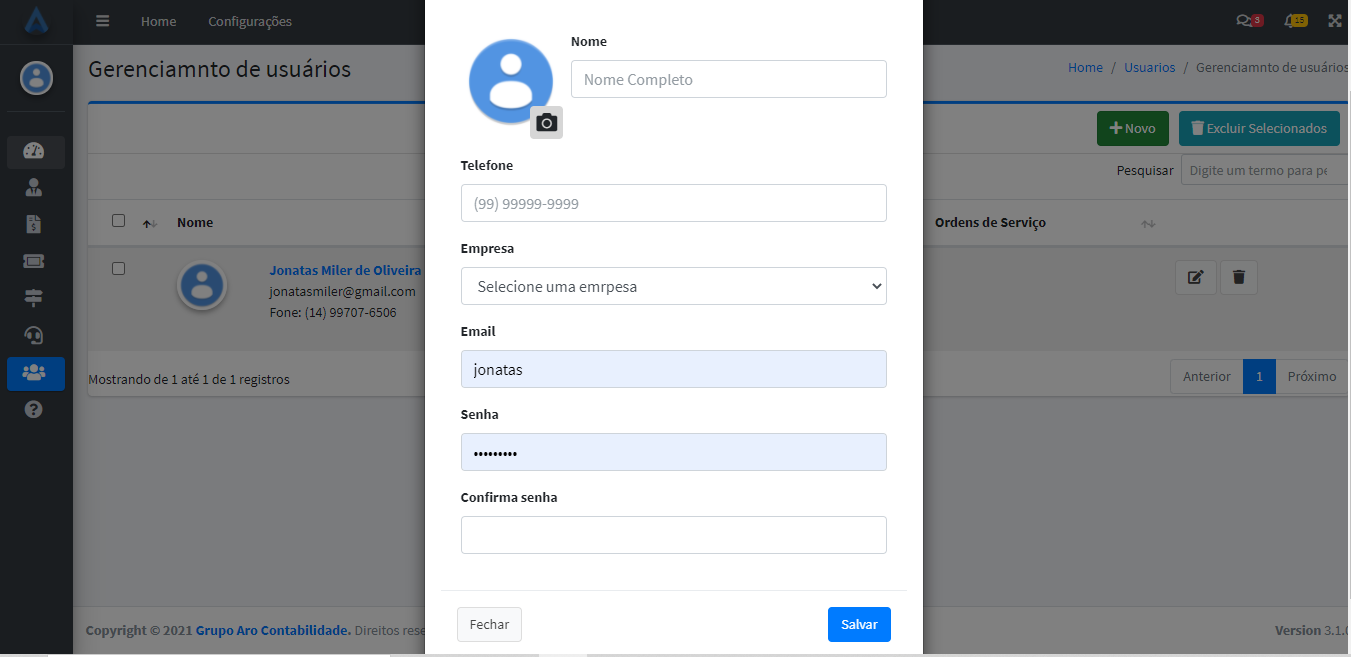 Home Configurações
3 15
Gerenciamnto de usuários
Home / Usuarios / Gerenciamnto de usuários
Novo Excluir Selecionados
Pesquisar Digite um termo para pe
Nome Ordens de Serviço
Jonatas Miler de Oliveira
jonatasmiler@gmail.com
Fone: (14) 99707-6506
Mostrando de 1 até 1 de 1 registros
Anterior 1 Próximo
Nome
Nome Completo
Telefone
(99) 99999-9999
Empresa
Selecione uma emrpesa
Email
jonatas
Senha
•••••••••
Confirma senha
Fechar Salvar
Copyright © 2021 Grupo Aro Contabilidade. Direitos rese
Version 3.1.0